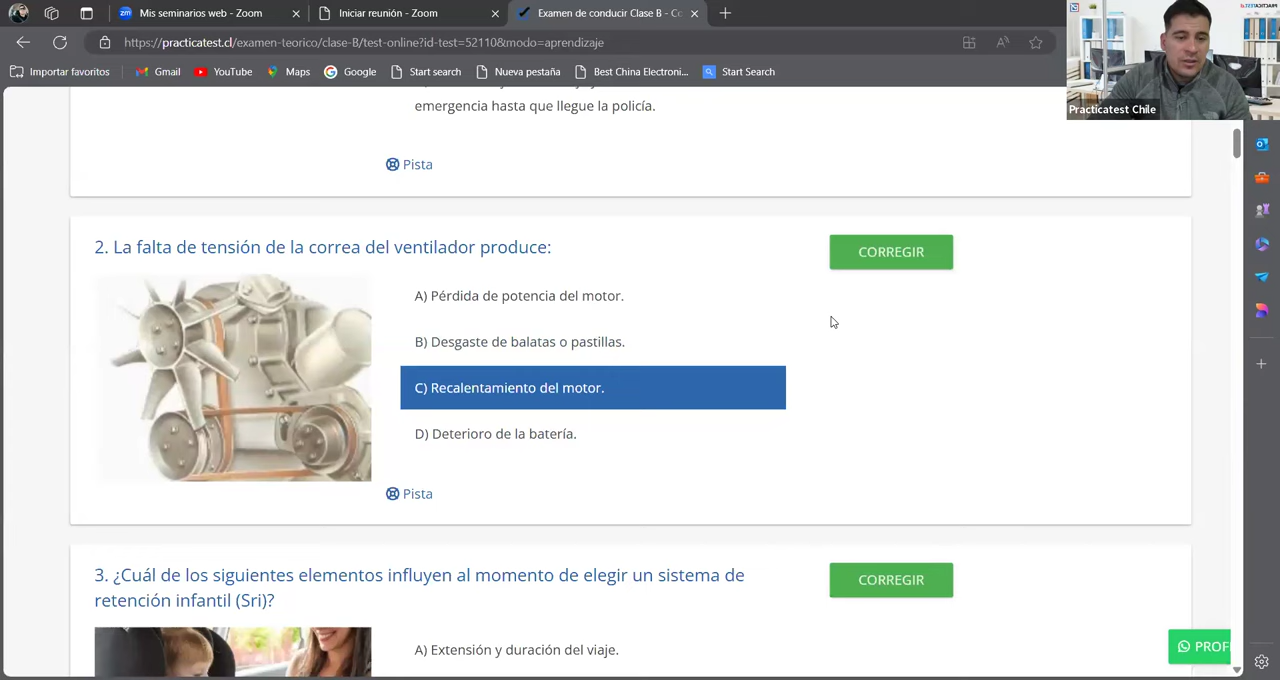 Mis seminarios web - Zoom
Iniciar reunión - Zoom
Examen de conducir Clase B - Co
https://practicatest.cl/examen-teorico/clase-B/test-online?id-test=52110&modo=aprendizaje
Importar favoritos
Gmail
YouTube
Maps
Google
Start search
Nueva pestaña
Best China Electroni...
Start Search
Practicatest Chile
emergencia hasta que llegue la policía.
Pista
2. La falta de tensión de la correa del ventilador produce:
CORREGIR
A) Pérdida de potencia del motor.
B) Desgaste de balatas o pastillas.
C) Recalentamiento del motor.
D) Deterioro de la batería.
Pista
3. ¿Cuál de los siguientes elementos influyen al momento de elegir un sistema de
retención infantil (Sri)?
CORREGIR
A) Extensión y duración del viaje.
PROF